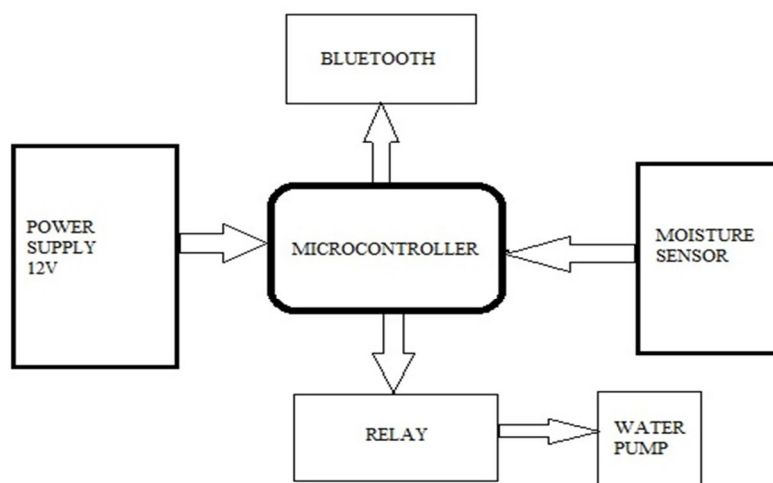 BLUETOOTH
POWER
SUPPLY
12V
MICROCONTROLLER
MOISTURE
SENSOR
RELAY
WATER
PUMP